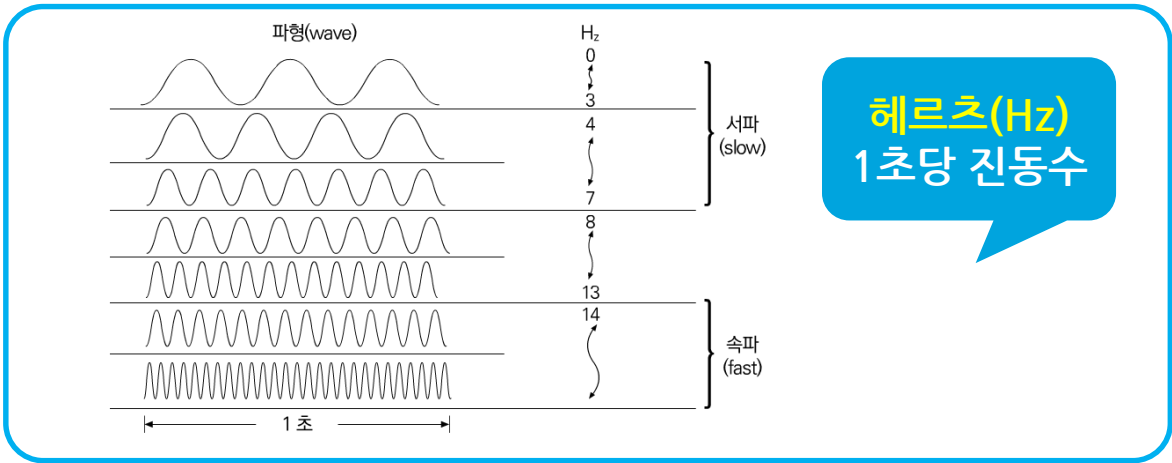 파형(wave)
Hz
0
3
4
7
8
13
14
서파
(slow)
속파
(fast)
1 초
헤르츠(Hz)
1초당 진동수